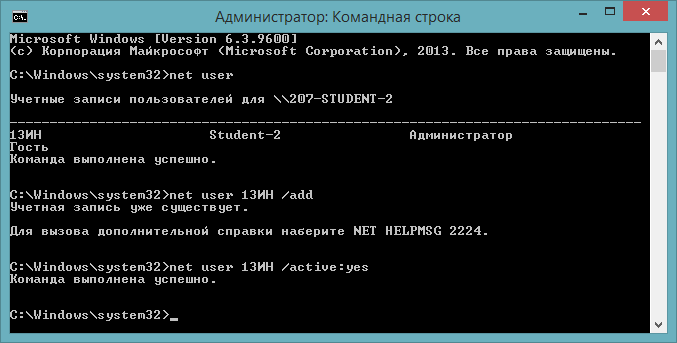 Администратор: Командная строка
Microsoft Windows [Version 6.3.9600]
(c) Корпорация Майкрософт (Microsoft Corporation), 2013. Все права защищены.
C:\Windows\system32>net user
Учетные записи пользователей для \\207-STUDENT-2
-------------------------------------------------------------------------------
13ИН Student-2 Администратор
Гость
Команда выполнена успешно.
C:\Windows\system32>net user 13ИН /add
Учетная запись уже существует.
Для вызова дополнительной справки наберите NET HELPMSG 2224.
C:\Windows\system32>net user 13ИН /active:yes
Команда выполнена успешно.
C:\Windows\system32>_